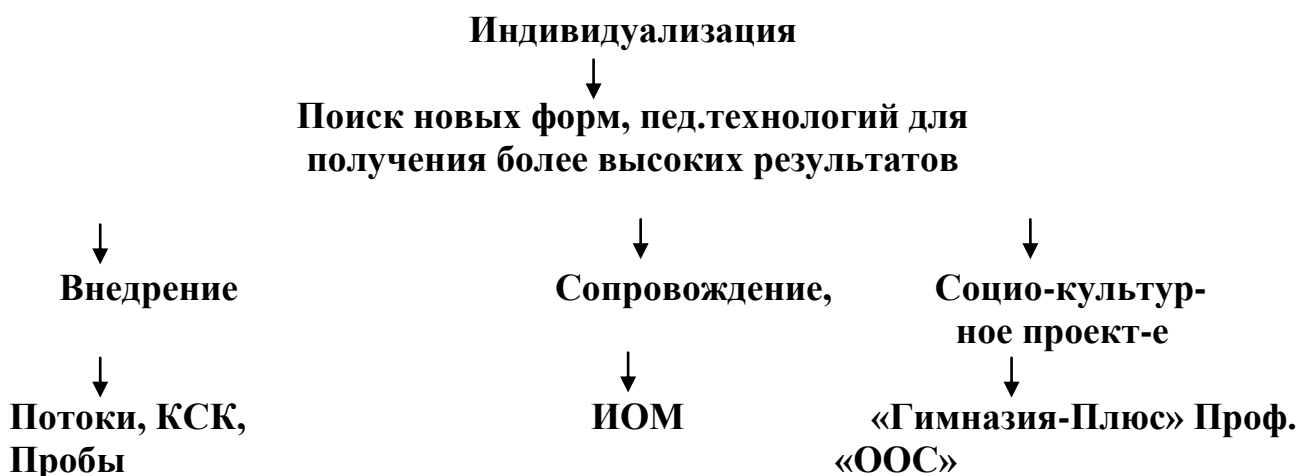 Индивидуализация
Поиск новых форм, пед.технологий для
получения более высоких результатов
Внедрение Сопровождение, Социо-культур-
ное проект-е
Потоки, КСК, ИОМ «Гимназия-Плюс» Проф.
Пробы «ООС»